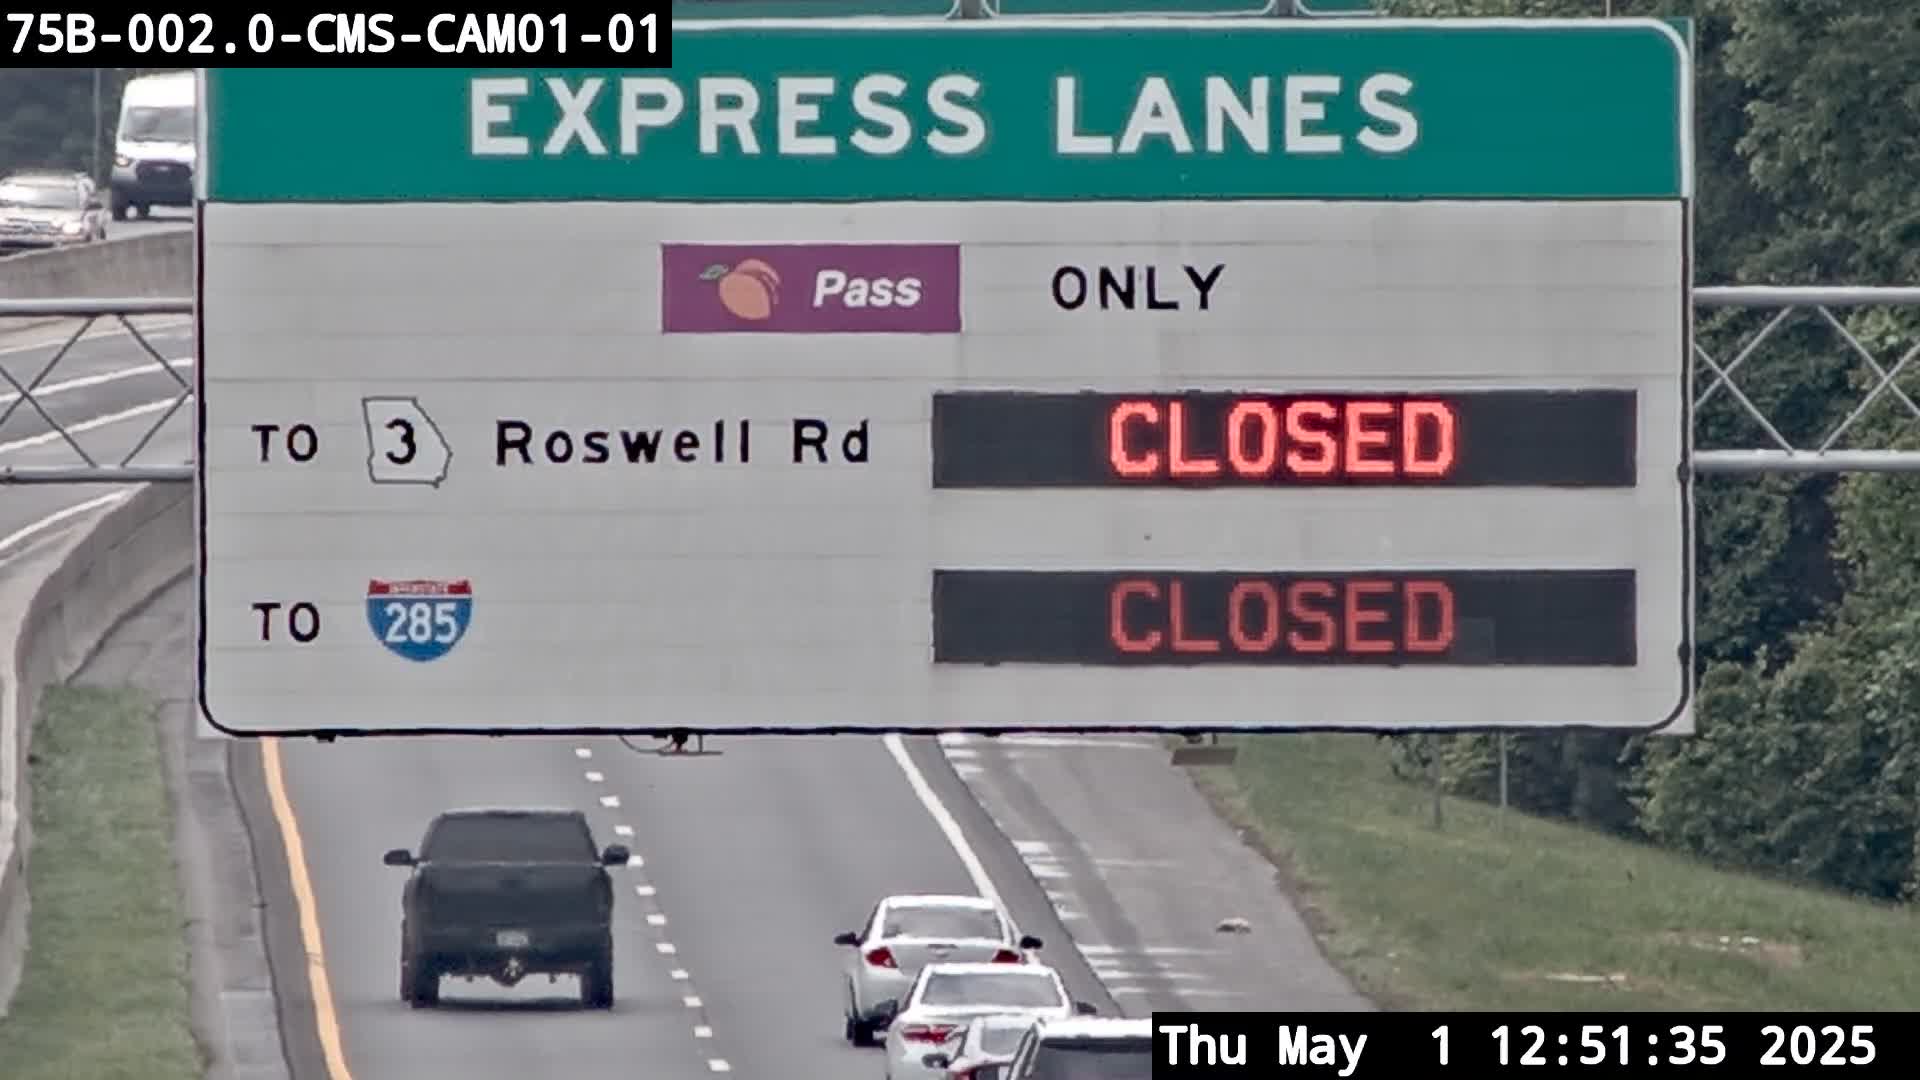 75B-002.0-CMS-CAM01-01
EXPRESS LANES
Pass ONLY
TO 3 Roswell Rd CLOSED
TO INTERSTATE 285 CLOSED
Thu May 1 12:51:35 2025